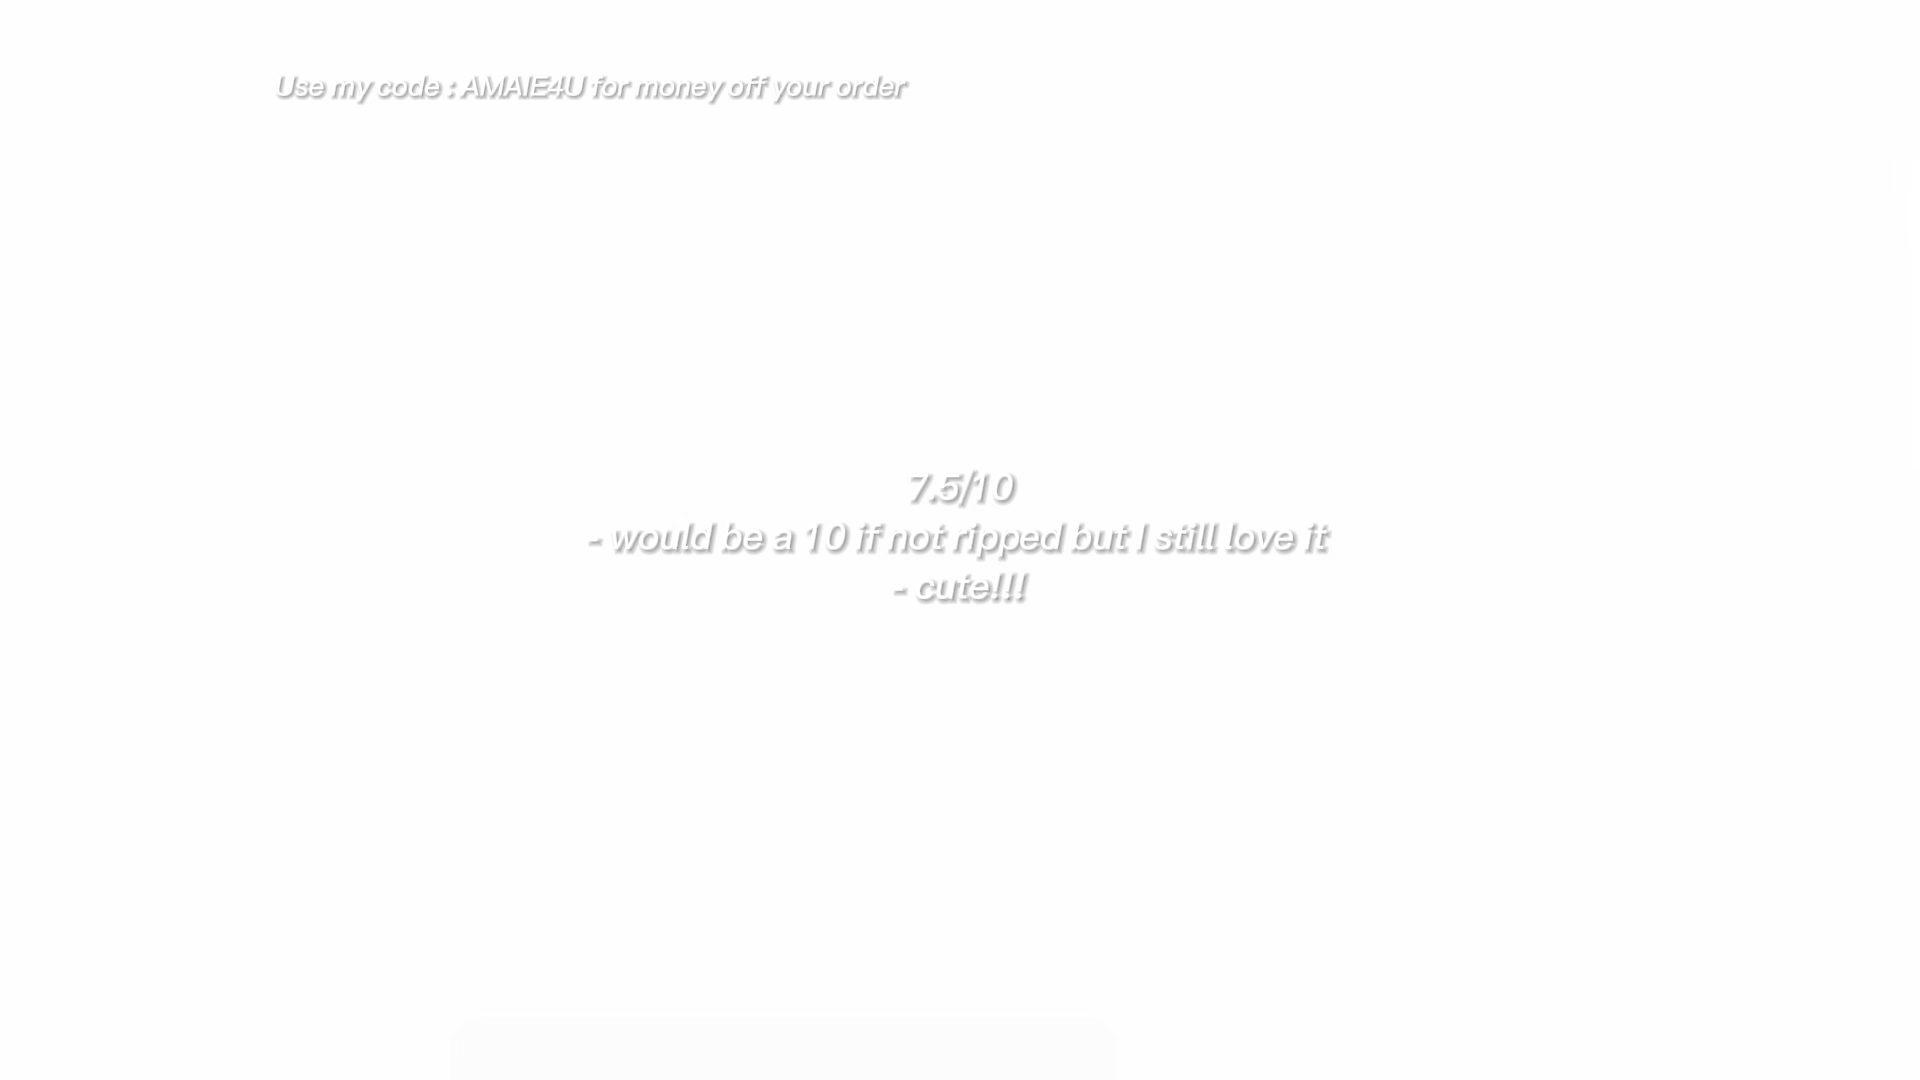 Use my code : AMAIE4U for money off your order
7.5/10
- would be a 10 if not ripped but I still love it
- cute!!!